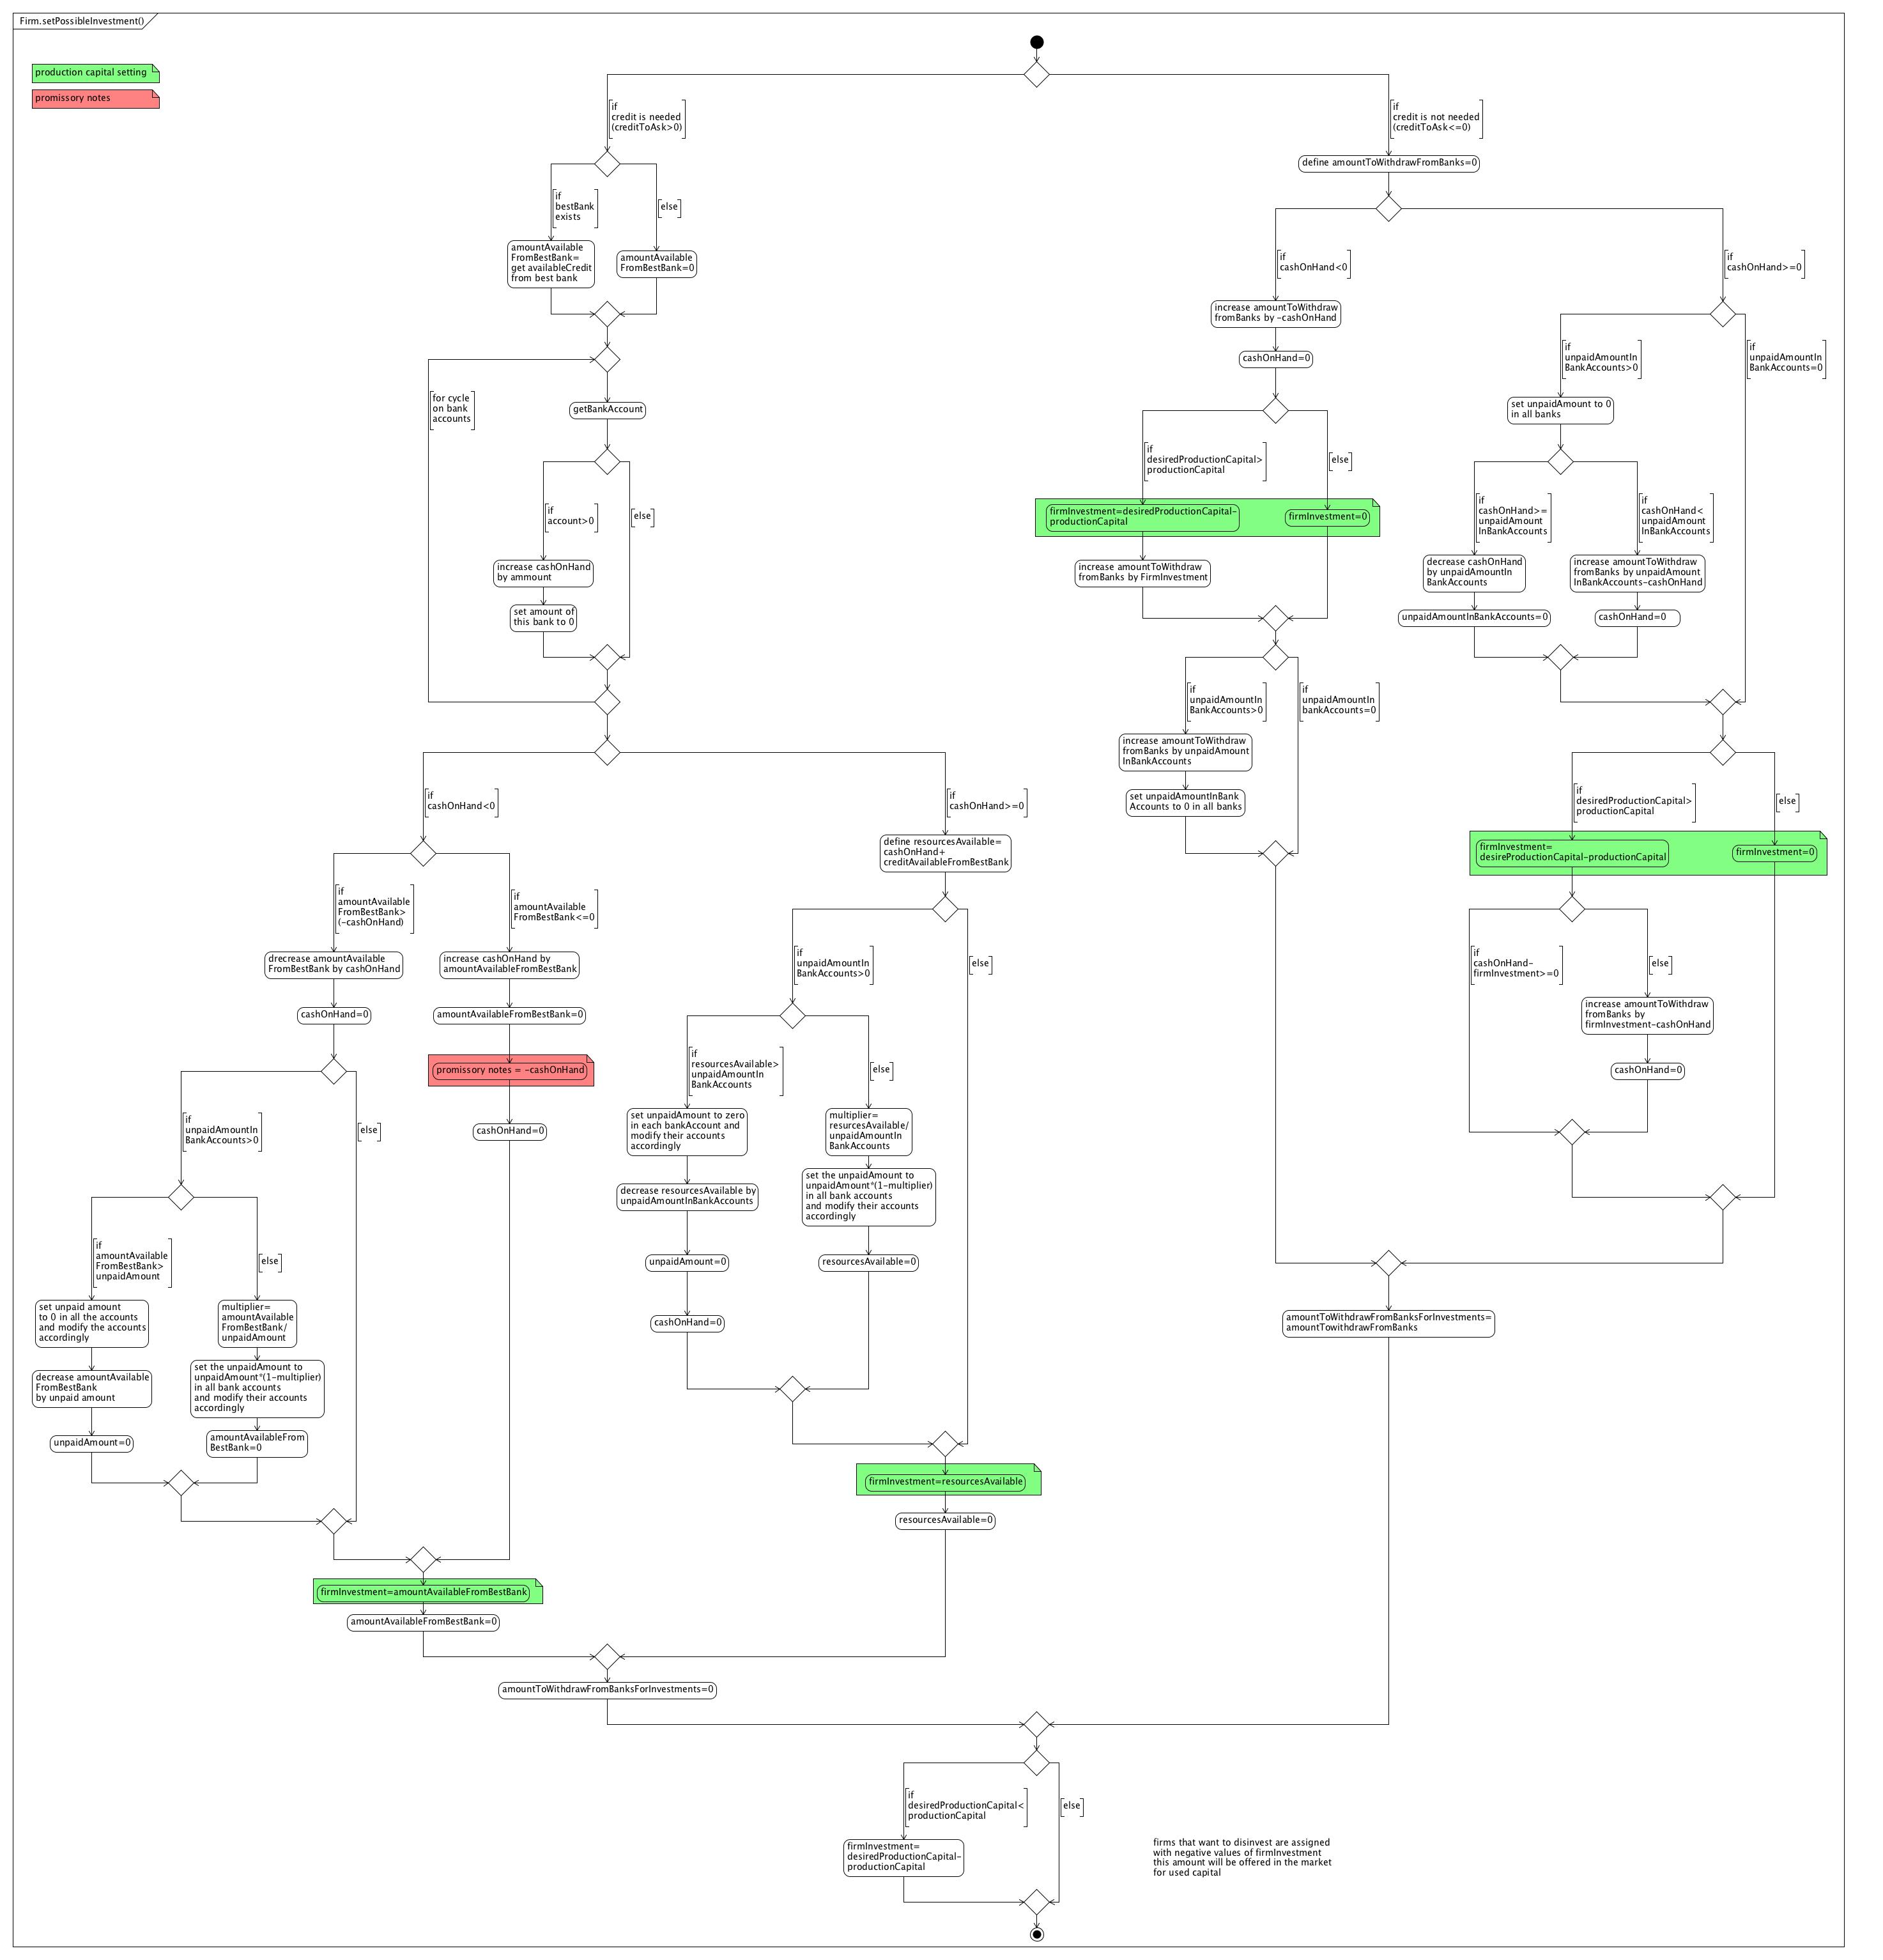 Firm.setPossibleInvestment()
production capital setting
promissory notes
if
credit is needed
(creditToAsk>0)
if
credit is not needed
(creditToAsk<=0)
if
bestBank
exists
else
amountAvailable
FromBestBank=
get availableCredit
from best bank
amountAvailable
FromBestBank=0
for cycle
on bank
accounts
getBankAccount
if
account>0
else
increase cashOnHand
by ammount
set amount of
this bank to 0
if
cashOnHand<0
if
cashOnHand>=0
if
amountAvailable
FromBestBank>
(-cashOnHand)
if
amountAvailable
FromBestBank<=0
drecrease amountAvailable
FromBestBank by cashOnHand
cashOnHand=0
increase cashOnHand by
amountAvailableFromBestBank
amountAvailableFromBestBank=0
promissory notes = -cashOnHand
cashOnHand=0
if
unpaidAmountIn
BankAccounts>0
else
if
amountAvailable
FromBestBank>
unpaidAmount
else
set unpaid amount
to 0 in all the accounts
and modify the accounts
accordingly
decrease amountAvailable
FromBestBank
by unpaid amount
unpaidAmount=0
multiplier=
amountAvailable
FromBestBank/
unpaidAmount
set the unpaidAmount to
unpaidAmount*(1-multiplier)
in all bank accounts
and modify their accounts
accordingly
amountAvailableFrom
BestBank=0
firmInvestment=amountAvailableFromBestBank
amountAvailableFromBestBank=0
define resourcesAvailable=
cashOnHand+
creditAvailableFromBestBank
if
unpaidAmountIn
BankAccounts>0
else
if
resourcesAvailable>
unpaidAmountIn
BankAccounts
else
set unpaidAmount to zero
in each bankAccount and
modify their accounts
accordingly
decrease resourcesAvailable by
unpaidAmountInBankAccounts
unpaidAmount=0
cashOnHand=0
multiplier=
resurcesAvailable/
unpaidAmountIn
BankAccounts
set the unpaidAmount to
unpaidAmount*(1-multiplier)
in all bank accounts
and modify their accounts
accordingly
resourcesAvailable=0
firmInvestment=resourcesAvailable
resourcesAvailable=0
amountToWithdrawFromBanksForInvestments=0
define amountToWithdrawFromBanks=0
if
cashOnHand<0
if
cashOnHand>=0
increase amountToWithdraw
fromBanks by -cashOnHand
cashOnHand=0
if
desiredProductionCapital>
productionCapital
else
firmInvestment=desiredProductionCapital-
productionCapital
firmInvestment=0
increase amountToWithdraw
fromBanks by FirmInvestment
if
unpaidAmountIn
BankAccounts>0
if
unpaidAmountIn
bankAccounts=0
increase amountToWithdraw
fromBanks by unpaidAmount
InBankAccounts
set unpaidAmountInBank
Accounts to 0 in all banks
if
unpaidAmountIn
BankAccounts>0
if
unpaidAmountIn
BankAccounts=0
set unpaidAmount to 0
in all banks
if
cashOnHand>=
unpaidAmount
InBankAccounts
if
cashOnHand<
unpaidAmount
InBankAccounts
decrease cashOnHand
by unpaidAmountIn
BankAccounts
unpaidAmountInBankAccounts=0
increase amountToWithdraw
fromBanks by unpaidAmount
InBankAccounts-cashOnHand
cashOnHand=0
if
desiredProductionCapital>
productionCapital
else
firmInvestment=
desireProductionCapital-productionCapital
firmInvestment=0
if
cashOnHand-
firmInvestment>=0
else
increase amountToWithdraw
fromBanks by
firmInvestment-cashOnHand
cashOnHand=0
amountToWithdrawFromBanksForInvestments=
amountTowithdrawFromBanks
if
desiredProductionCapital<
productionCapital
else
firmInvestment=
desiredProductionCapital-
productionCapital
firms that want to disinvest are assigned
with negative values of firmInvestment
this amount will be offered in the market
for used capital